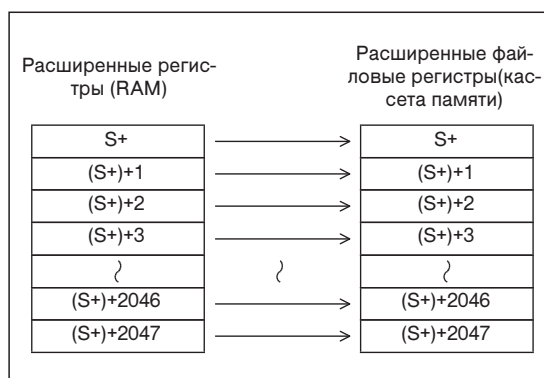 Расширенные регис-
тры (RAM)
S+
(S+)+1
(S+)+2
(S+)+3
(S+)+2046
(S+)+2047
Расширенные фай-
ловые регистры(кас-
сета памяти)
S+
(S+)+1
(S+)+2
(S+)+3
(S+)+2046
(S+)+2047